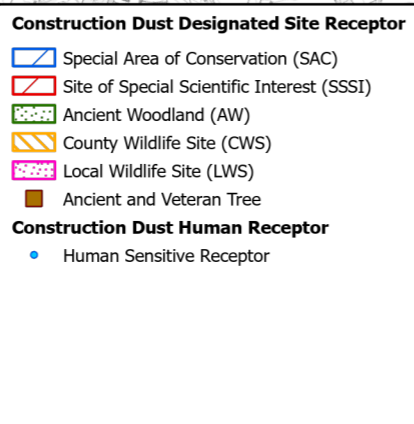 Construction Dust Designated Site Receptor
Special Area of Conservation (SAC)
Site of Special Scientific Interest (SSSI)
Ancient Woodland (AW)
County Wildlife Site (CWS)
Local Wildlife Site (LWS)
Ancient and Veteran Tree
Construction Dust Human Receptor
Human Sensitive Receptor